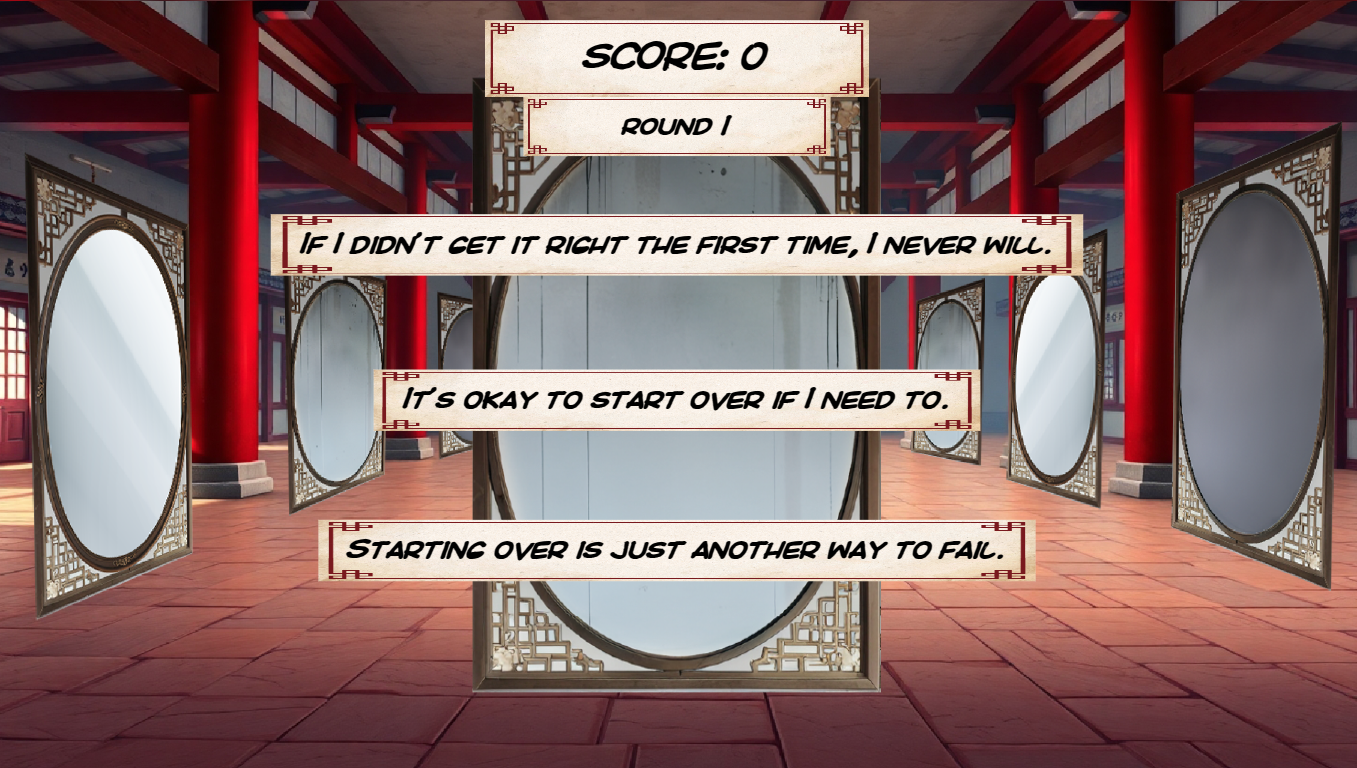 SCORE: 0
ROUND 1
IF I DIDN'T GET IT RIGHT THE FIRST TIME, I NEVER WILL.
IT'S OKAY TO START OVER IF I NEED TO.
STARTING OVER IS JUST ANOTHER WAY TO FAIL.